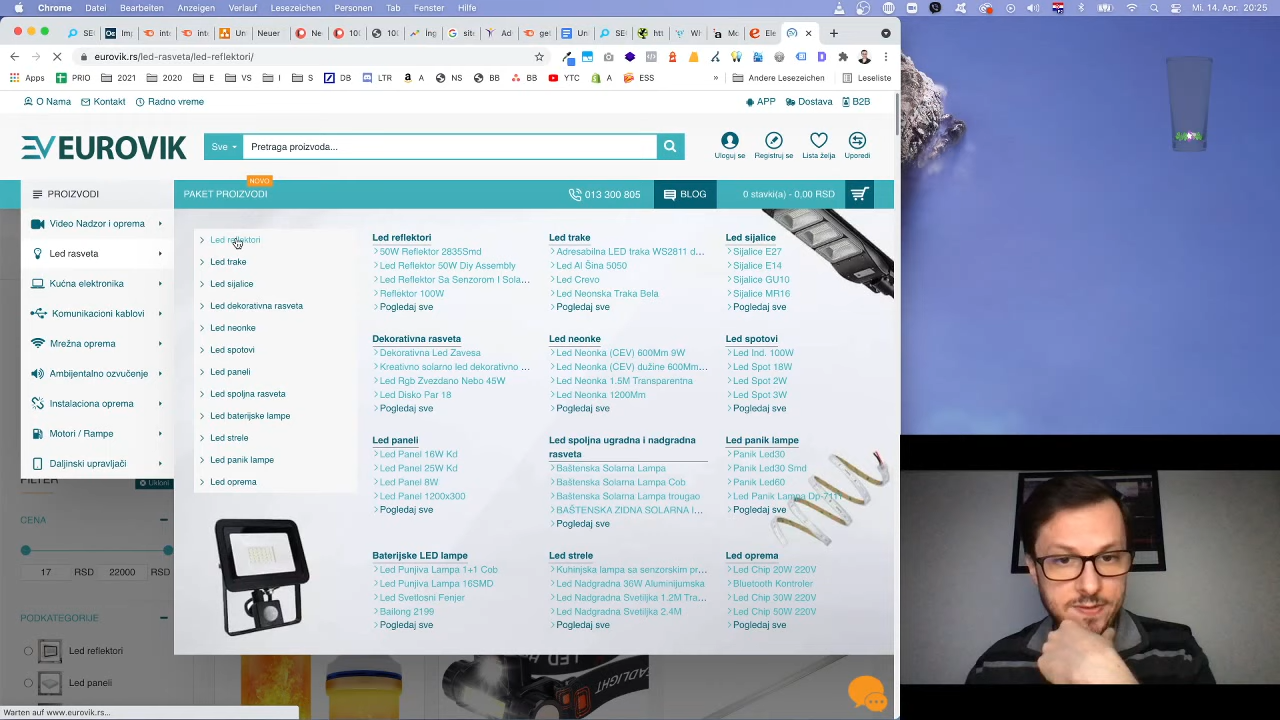 Chrome Ablage Bearbeiten Lesezeichen Personen Tab Fenster Hilfe Mi. 14. Apr. 20:25
eurovik.rs/led-rasveta/led-reflektori/
Apps PRIO 2021 2020 E VS I S DB LTR A NS BB BB YTC A ESS » Andere Lesezeichen Leseliste
O Nama Kontakt Radno vreme APP Dostava B2B
EUROVIK Sve Pretraga proizvoda...
Uloguj se Registruj se Lista želja Uporedi
NOVO
PROIZVODI PAKET PROIZVODI 013 300 805 BLOG 0 stavki(a) - 0,00 RSD
Video Nadzor i oprema
Led rasveta
Kućna elektronika
Komunikacioni kablovi
Mrežna oprema
Ambijentalno ozvučenje
Instalaciona oprema
Motori / Rampe
Daljinski upravljači
Led reflektori
Led trake
Led sijalice
Led dekorativna rasveta
Led neonke
Led spotovi
Led paneli
Led spoljna rasveta
Led baterijske lampe
Led strele
Led panik lampe
Led oprema
Led reflektori
50W Reflektor 2835Smd
Led Reflektor 50W Diy Assembly
Led Reflektor Sa Senzorom I Sola...
Reflektor 100W
Pogledaj sve
Led trake
Adresabilna LED traka WS2811 d...
Led Al Šina 5050
Led Crevo
Led Neonska Traka Bela
Pogledaj sve
Led sijalice
Sijalice E27
Sijalice E14
Sijalice GU10
Sijalice MR16
Pogledaj sve
Dekorativna rasveta
Dekorativna Led Zavesa
Kreativno solarno led dekorativno ...
Led Rgb Zvezdano Nebo 45W
Led Disko Par 18
Pogledaj sve
Led neonke
Led Neonka (CEV) 600Mm 9W
Led Neonka (CEV) dužine 600Mm...
Led Neonka 1.5M Transparentna
Led Neonka 1200Mm
Pogledaj sve
Led spotovi
Led Ind. 100W
Led Spot 18W
Led Spot 2W
Led Spot 3W
Pogledaj sve
Led paneli
Led Panel 16W Kd
Led Panel 25W Kd
Led Panel 8W
Led Panel 1200x300
Pogledaj sve
Led spoljna ugradna i nadgradna
rasveta
Baštenska Solarna Lampa
Baštenska Solarna Lampa Cob
Baštenska Solarna Lampa trougao
BAŠTENSKA ZIDNA SOLARNA l...
Pogledaj sve
Led panik lampe
Panik Led30
Panik Led30 Smd
Panik Led60
Led Panik Lampa Dp-7111
Pogledaj sve
Baterijske LED lampe
Led Punjiva Lampa 1+1 Cob
Led Punjiva Lampa 16SMD
Led Svetlosni Fenjer
Bailong 2199
Pogledaj sve
Led strele
Kuhinjska lampa sa senzorskim pr...
Led Nadgradna 36W Aluminijumska
Led Nadgradna Svetiljka 1.2M Tra...
Led Nadgradna Svetiljka 2.4M
Pogledaj sve
Led oprema
Led Chip 20W 220V
Bluetooth Kontroler
Led Chip 30W 220V
Led Chip 50W 220V
Pogledaj sve
FILTER Ukloni
CENA
17 RSD 22000 RSD
PODKATEGORIJE
Led reflektori
Led paneli
HEADLIGHT
Warten auf www.eurovik.rs...